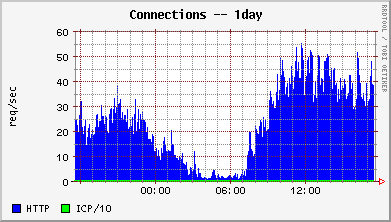 Connections -- 1day
RRDTOOL / TOBI OETIKER
req/sec
60
50
40
30
20
10
0
00:00 06:00 12:00
HTTP ICP/10